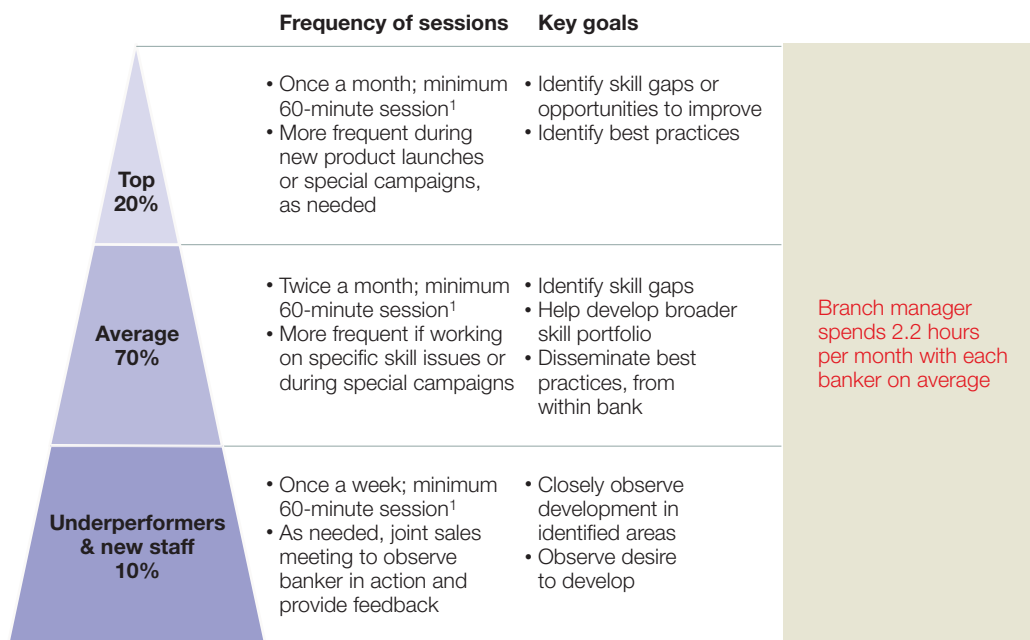 Frequency of sessions
Key goals
Top
20%
• Once a month; minimum
60-minute session¹
• More frequent during
new product launches
or special campaigns,
as needed
• Identify skill gaps or
opportunities to improve
• Identify best practices
Average
70%
• Twice a month; minimum
60-minute session¹
• More frequent if working
on specific skill issues or
during special campaigns
• Identify skill gaps
• Help develop broader
skill portfolio
• Disseminate best
practices, from
within bank
Underperformers
& new staff
10%
• Once a week; minimum
60-minute session¹
• As needed, joint sales
meeting to observe
banker in action and
provide feedback
• Closely observe
development in
identified areas
• Observe desire
to develop
Branch manager
spends 2.2 hours
per month with each
banker on average